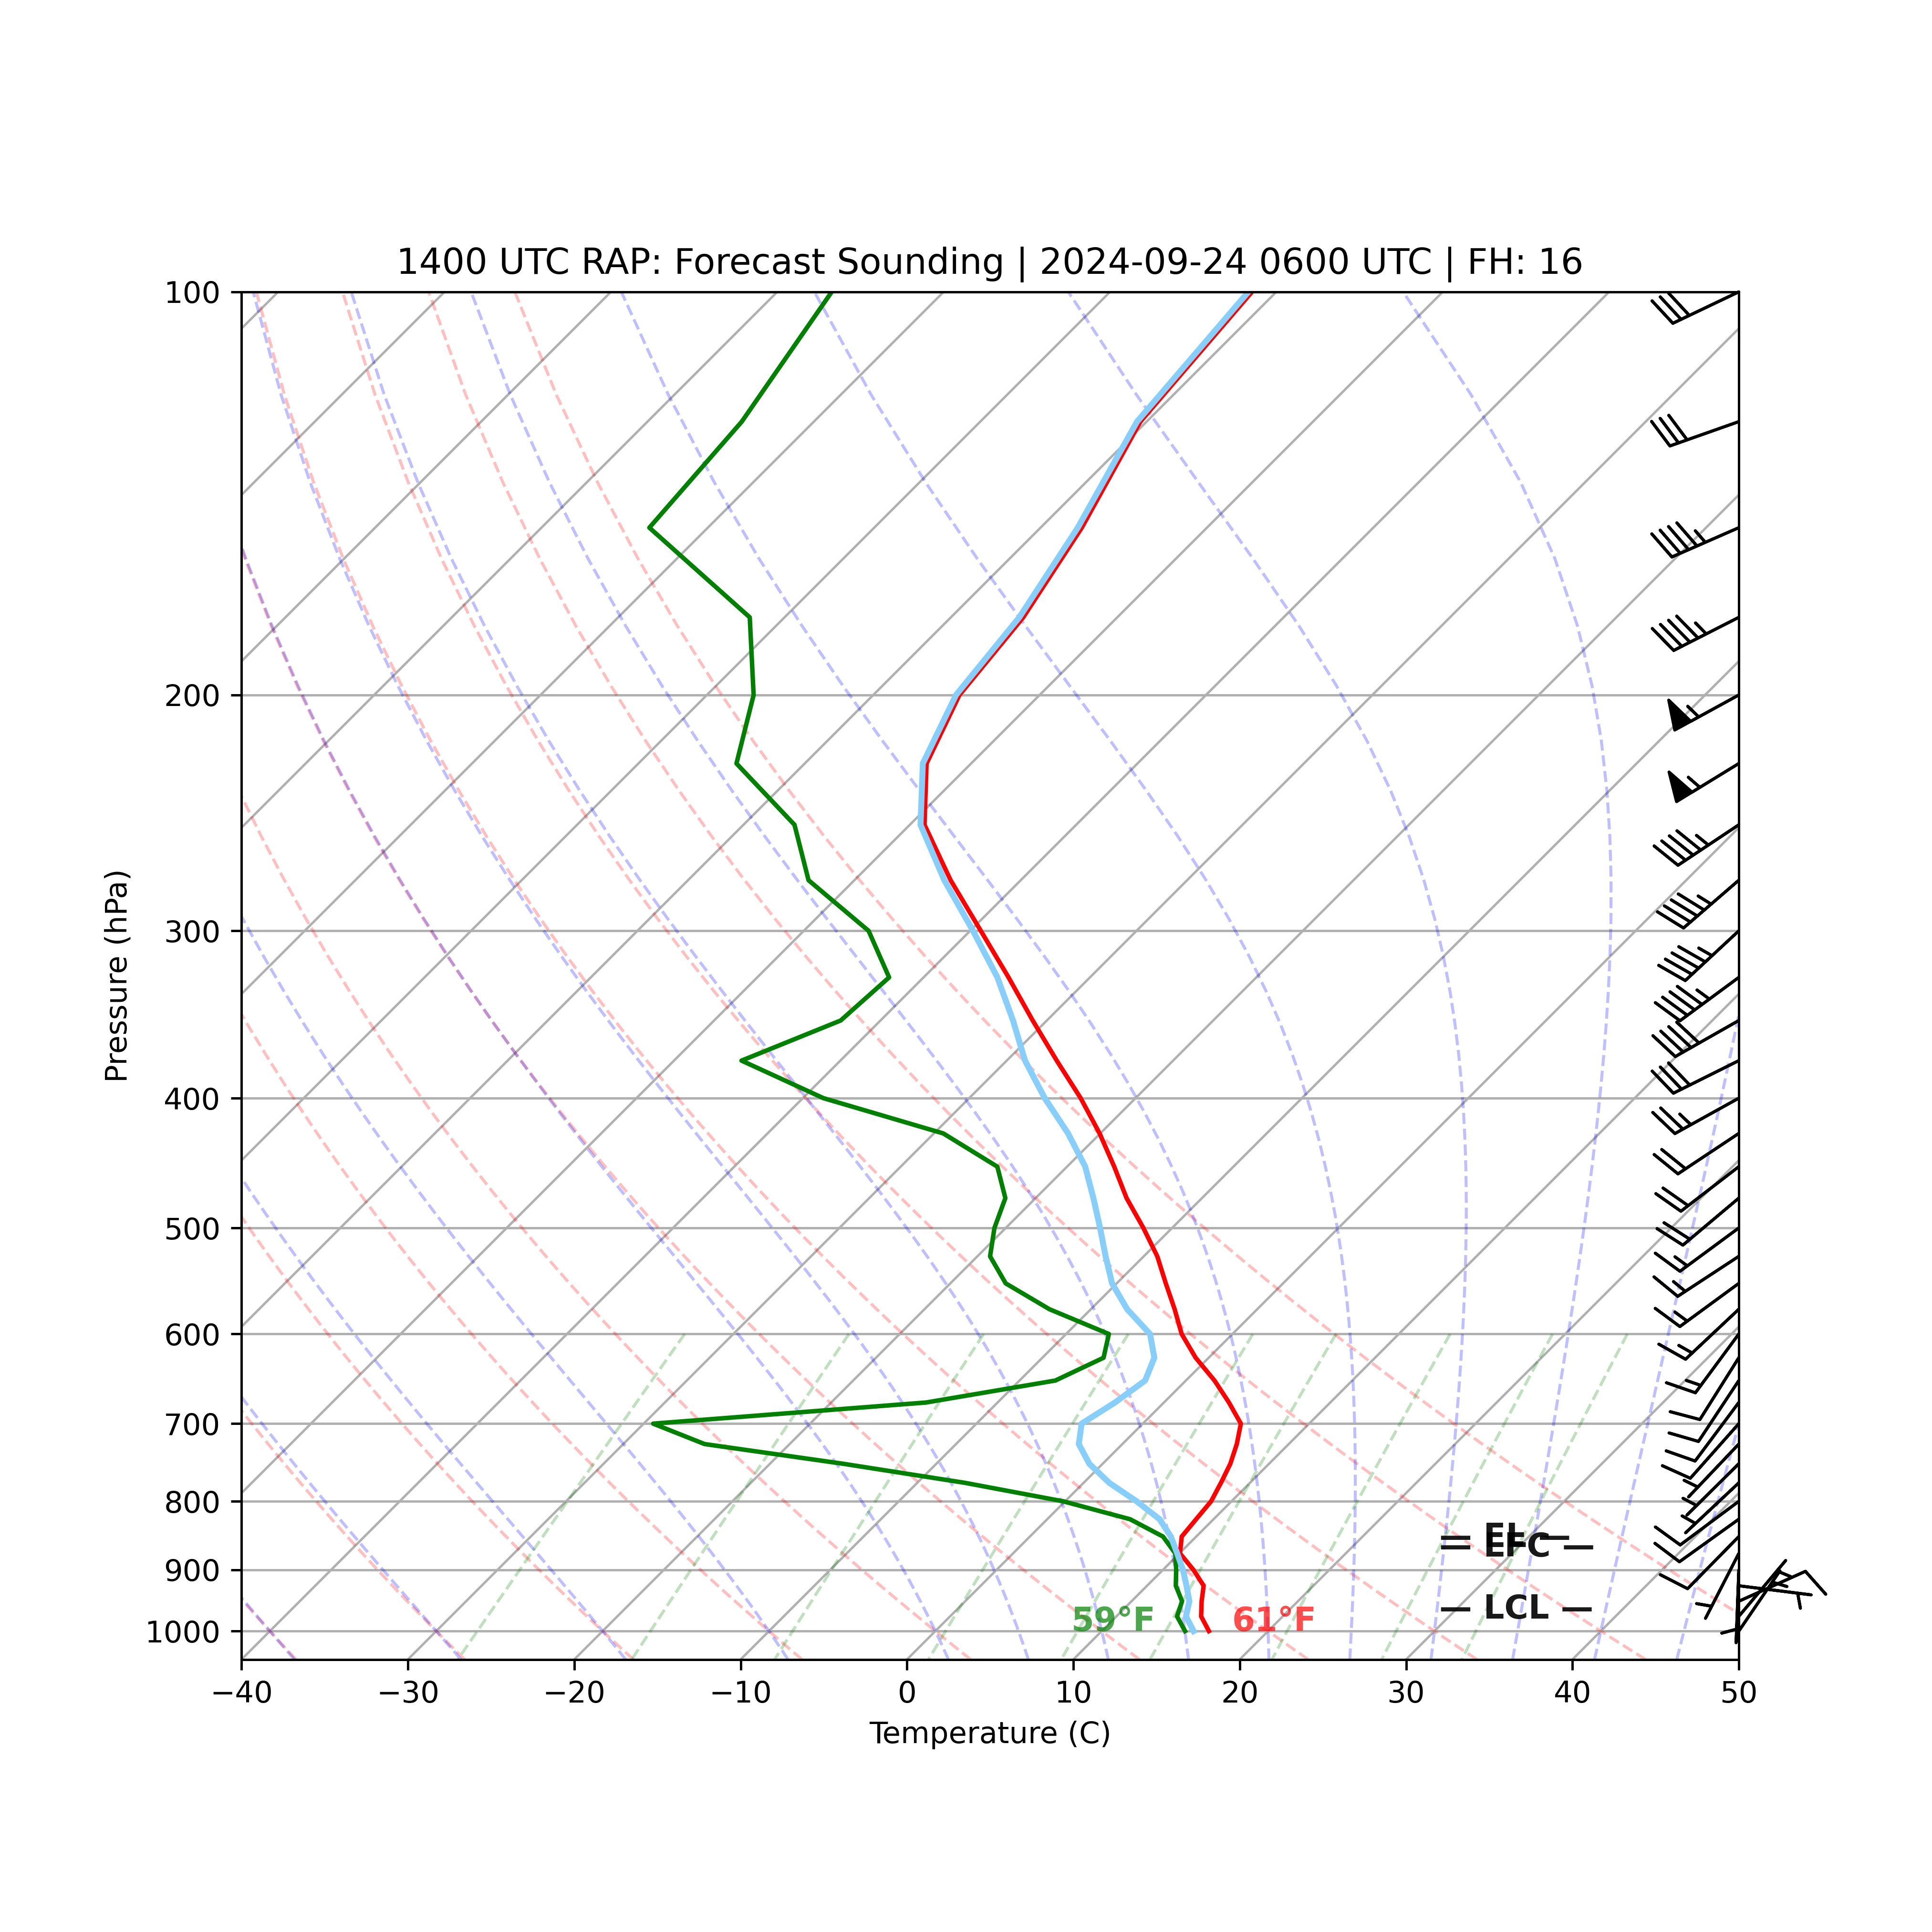 1400 UTC RAP: Forecast Sounding | 2024-09-24 0600 UTC | FH: 16
100
200
300
400
500
600
700
800
900
1000
Pressure (hPa)
— EL —
— LFC —
— LCL —
59°F
61°F
−40 −30 −20 −10 0 10 20 30 40 50
Temperature (C)